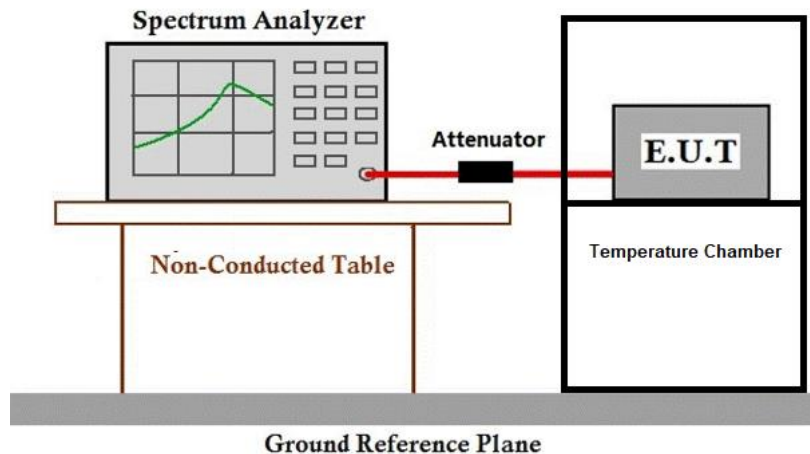 Spectrum Analyzer
Attenuator
E.U.T
Temperature Chamber
Non-Conducted Table
Ground Reference Plane